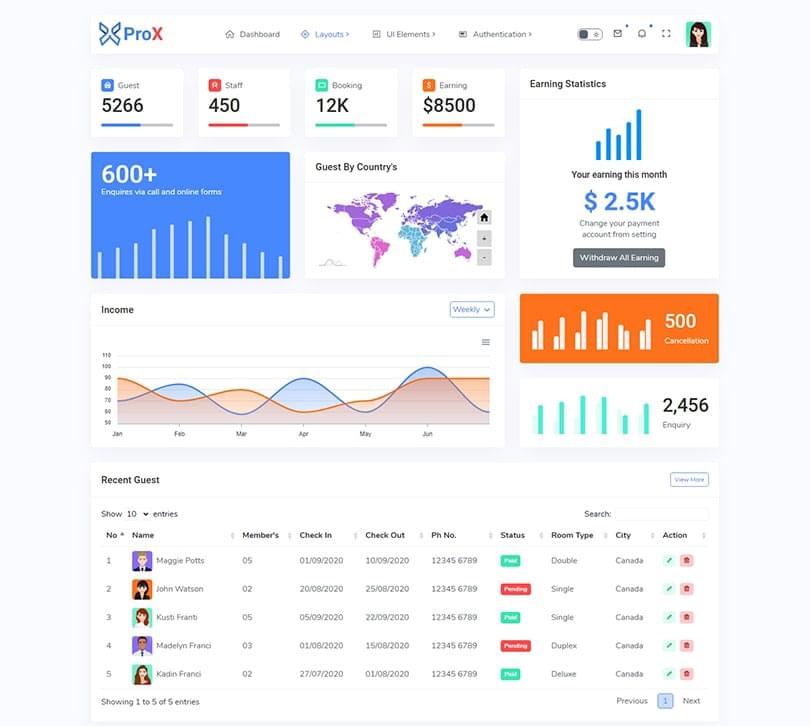 ProX
Dashboard
Layouts
UI Elements
Authentication
Guest
5266
Staff
450
Booking
12K
$
Earning
$8500
Earning Statistics
Your earning this month
$ 2.5K
Change your payment
account from setting
Withdraw All Earning
600+
Enquires via call and online forms
Guest By Country's
+
-
Income
Weekly
110
100
90
80
70
60
50
Jan Feb Mar Apr May Jun
500
Cancellation
2,456
Enquiry
Recent Guest
View More
Show 10 entries
Search:
No Name Member's Check In Check Out Ph No. Status Room Type City Action
1 Maggie Potts 05 01/09/2020 10/09/2020 12345 6789 Paid Double Canada
2 John Watson 02 20/08/2020 25/08/2020 12345 6789 Pending Single Canada
3 Kusti Franti 05 05/09/2020 22/09/2020 12345 6789 Paid Single Canada
4 Madelyn Franci 03 01/08/2020 15/08/2020 12345 6789 Pending Duplex Canada
5 Kadin Franci 02 27/07/2020 01/08/2020 12345 6789 Paid Deluxe Canada
Showing 1 to 5 of 5 entries
Previous 1 Next